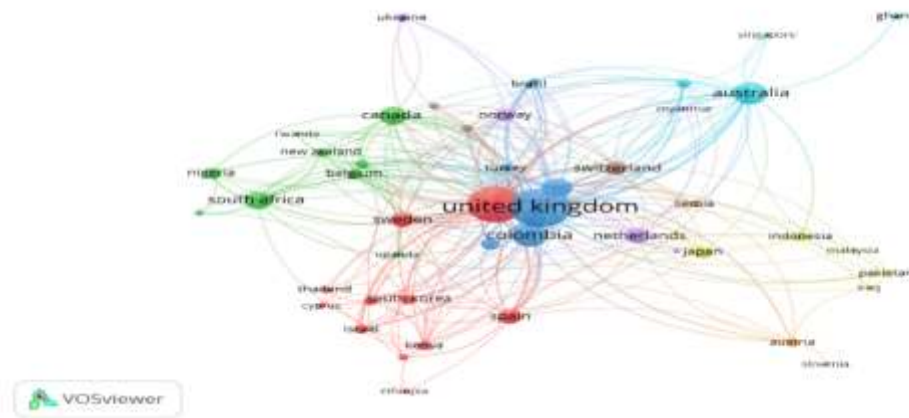 ukraine
ghana
singapore
brazil
australia
myanmar
canada
norway
rwanda
new zealand
turkey
switzerland
nigeria
belgium
south africa
united kingdom
serbia
sweden
colombia
netherlands
indonesia
japan
malaysia
uganda
pakistan
iraq
thailand
south korea
cyprus
spain
israel
kenya
austria
slovenia
ethiopia
VOSviewer